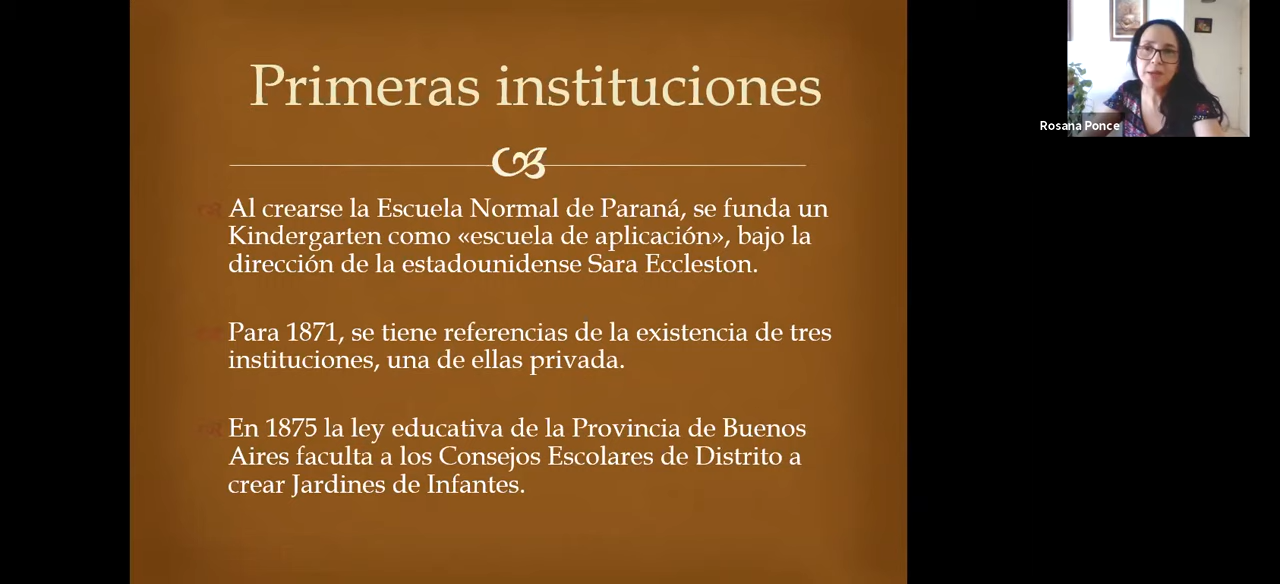 Primeras instituciones
Al crearse la Escuela Normal de Paraná, se funda un
Kindergarten como «escuela de aplicación», bajo la
dirección de la estadounidense Sara Eccleston.
Para 1871, se tiene referencias de la existencia de tres
instituciones, una de ellas privada.
En 1875 la ley educativa de la Provincia de Buenos
Aires faculta a los Consejos Escolares de Distrito a
crear Jardines de Infantes.
Rosana Ponce